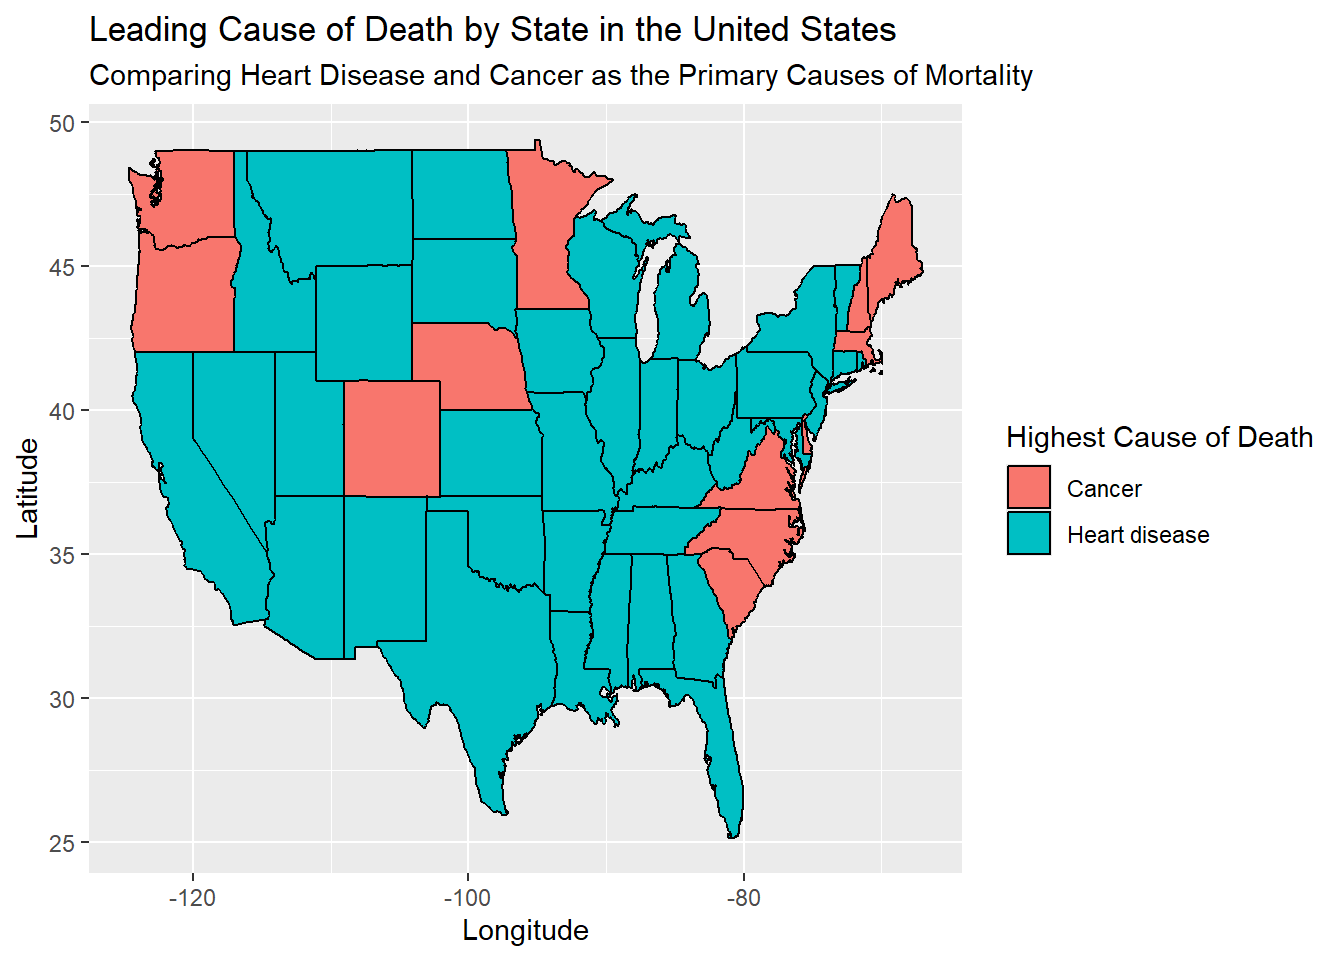 Leading Cause of Death by State in the United States
Comparing Heart Disease and Cancer as the Primary Causes of Mortality
50
45
40
35
30
25
Latitude
-120
-100
-80
Longitude
Highest Cause of Death
Cancer
Heart disease